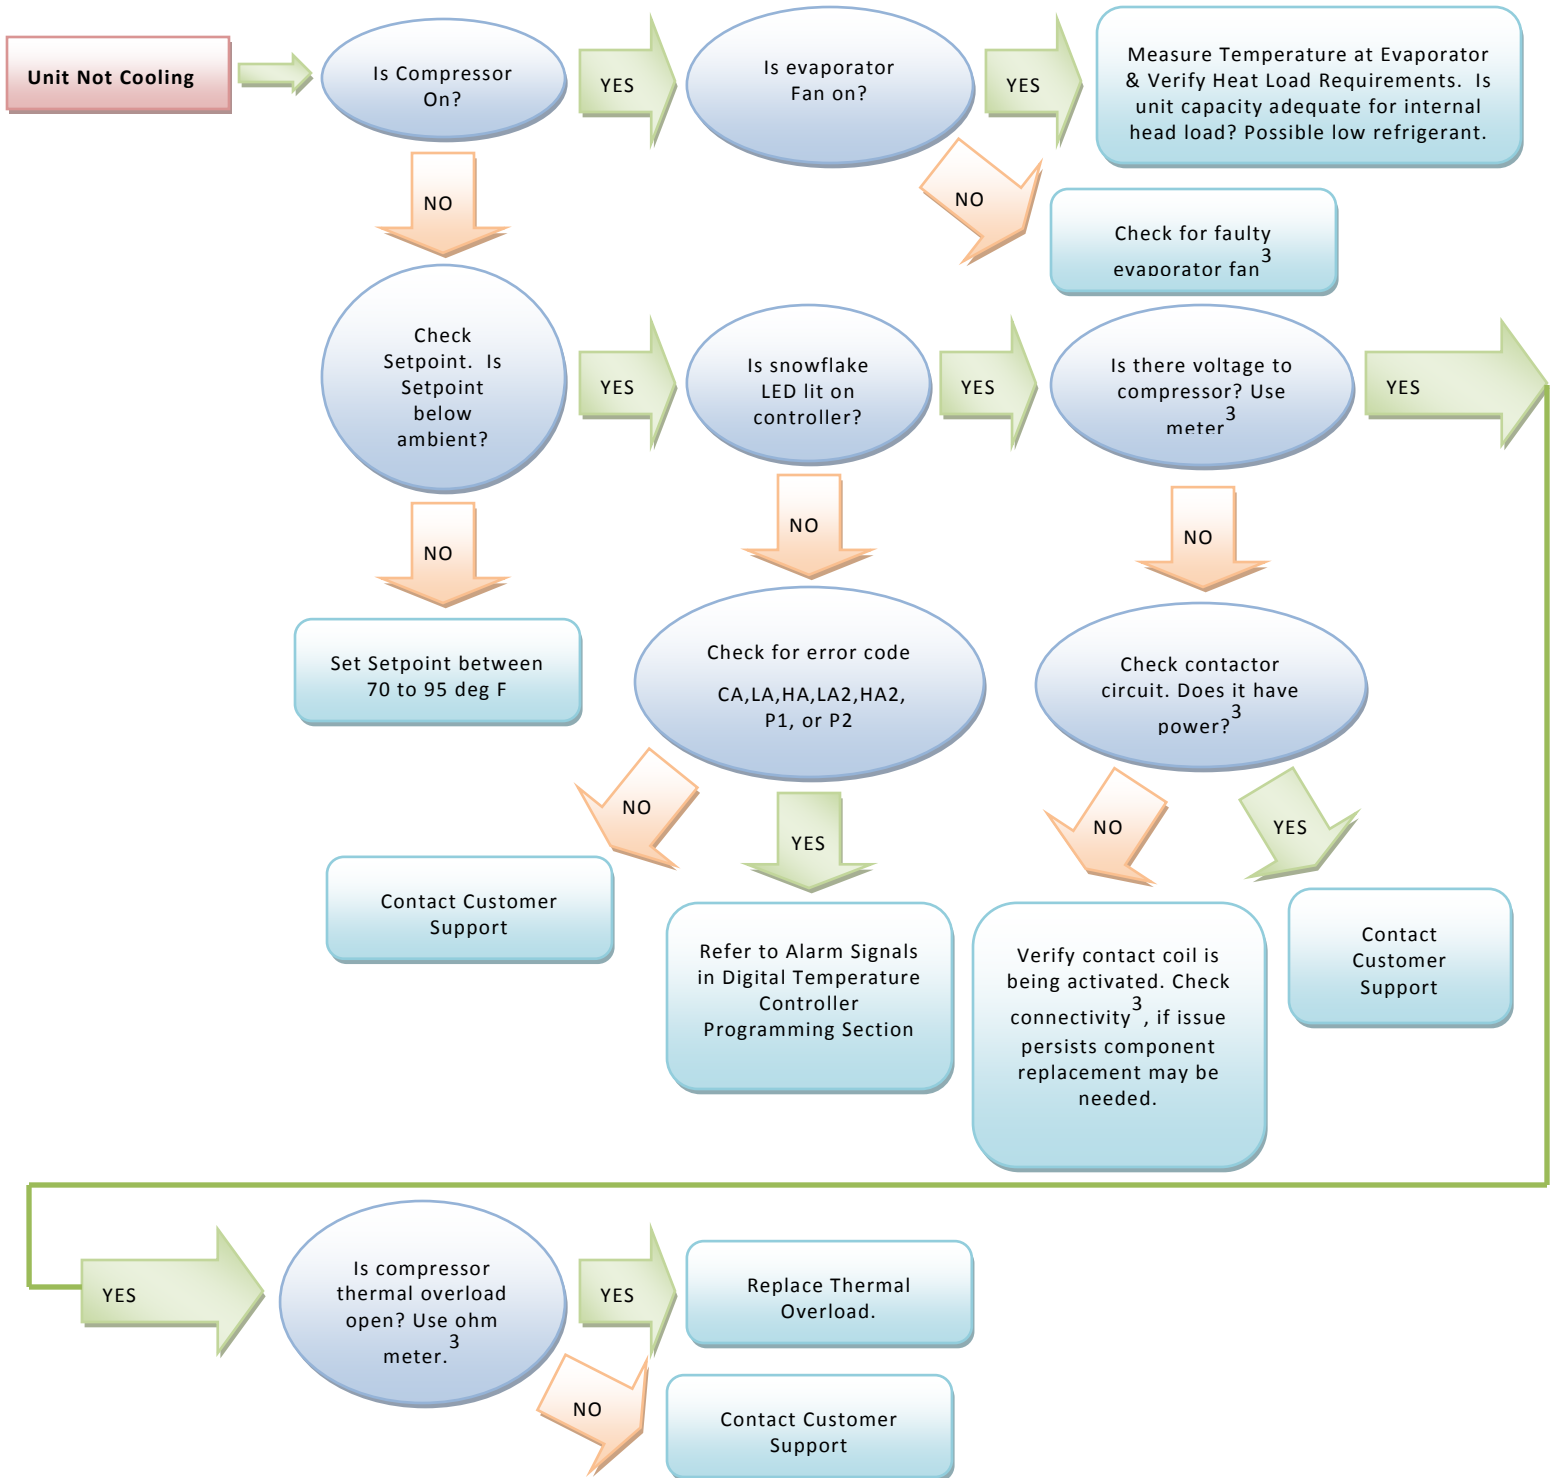 Unit Not Cooling
Is Compressor
On?
YES
Is evaporator
Fan on?
YES
Measure Temperature at Evaporator
& Verify Heat Load Requirements. Is
unit capacity adequate for internal
head load? Possible low refrigerant.
NO
NO
Check for faulty
evaporator fan3
Check
Setpoint. Is
Setpoint
below
ambient?
YES
Is snowflake
LED lit on
controller?
YES
Is there voltage to
compressor? Use
meter3
YES
NO
NO
NO
Set Setpoint between
70 to 95 deg F
Check for error code
CA,LA,HA,LA2,HA2,
P1, or P2
Check contactor
circuit. Does it have
power?3
NO
YES
NO
YES
Contact Customer
Support
Refer to Alarm Signals
in Digital Temperature
Controller
Programming Section
Verify contact coil is
being activated. Check
connectivity3, if issue
persists component
replacement may be
needed.
Contact
Customer
Support
YES
Is compressor
thermal overload
open? Use ohm
meter.3
YES
Replace Thermal
Overload.
NO
Contact Customer
Support